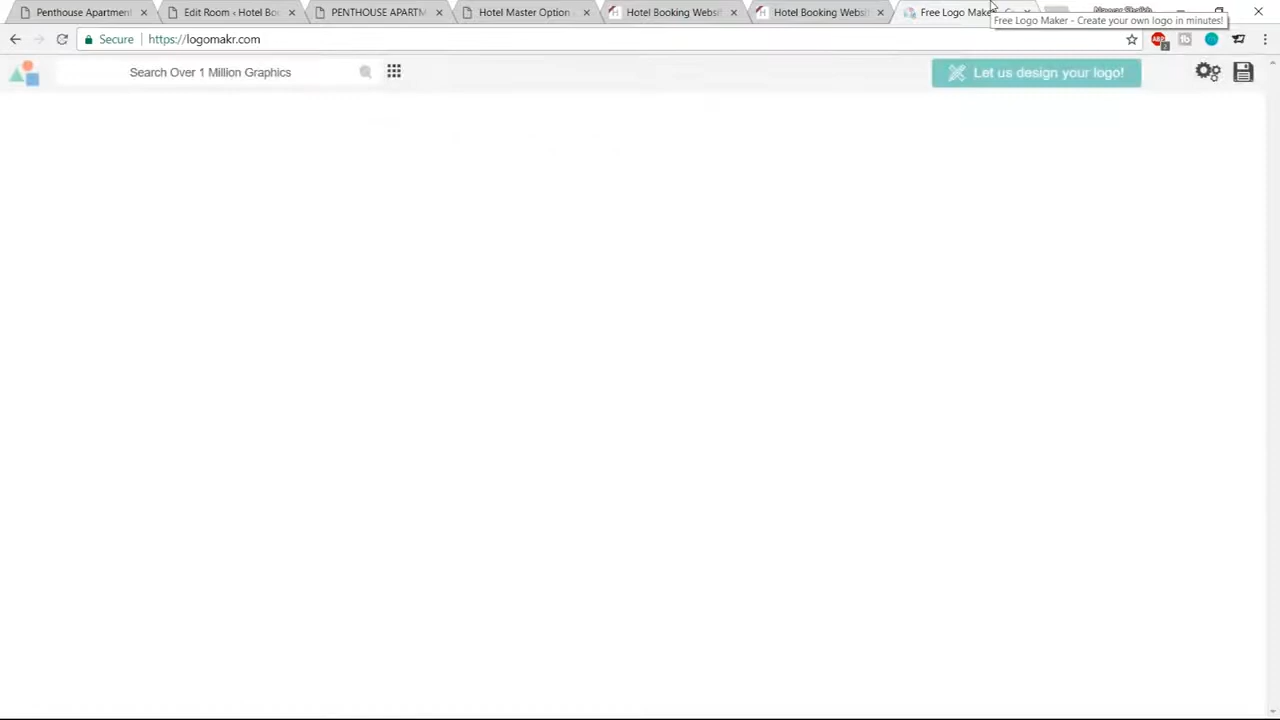 Penthouse Apartment
Edit Room ‹ Hotel Bo
PENTHOUSE APARTM
Hotel Master Option
Hotel Booking Websi
Hotel Booking Websi
Free Logo Make
Free Logo Maker - Create your own logo in minutes!
Secure
https://logomakr.com
Search Over 1 Million Graphics
Let us design your logo!